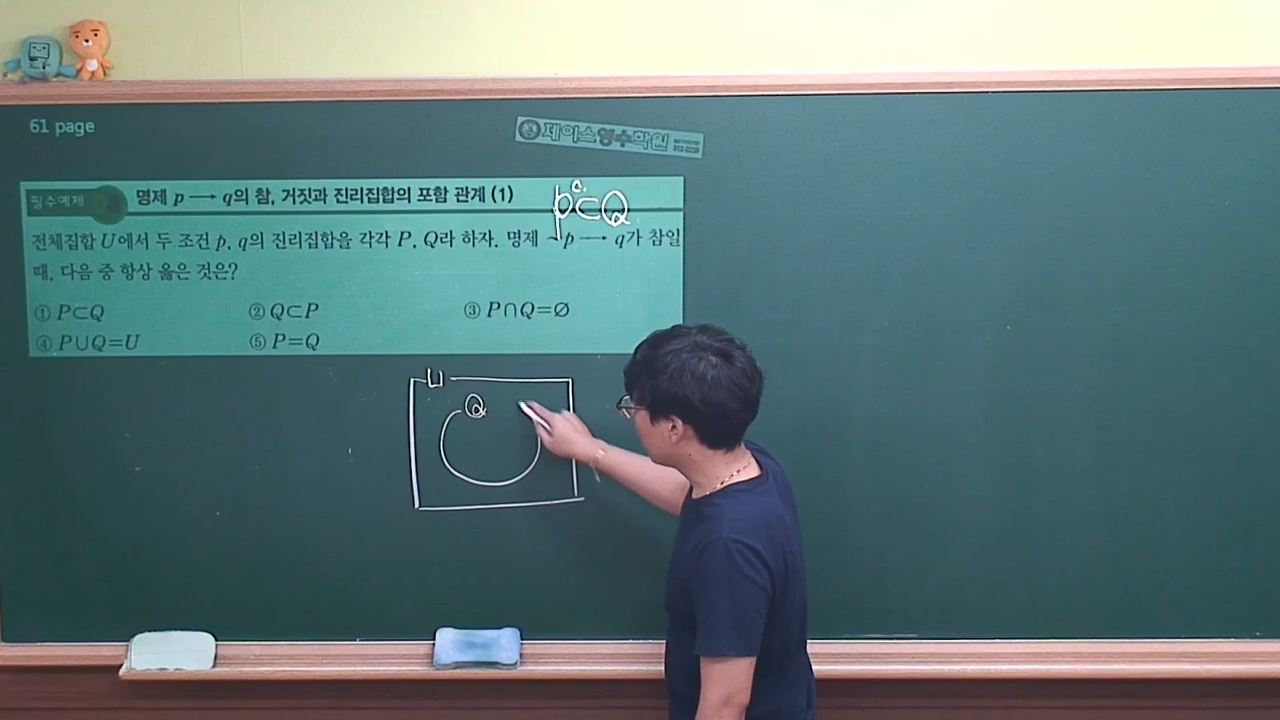 61 page
제이스영수학원
필수예제 명제 p → q의 참, 거짓과 진리집합의 포함 관계 (1)
P^c⊂Q
전체집합 U에서 두 조건 p, q의 진리집합을 각각 P, Q라 하자. 명제 ~p → q가 참일
때, 다음 중 항상 옳은 것은?
① P⊂Q ② Q⊂P ③ P∩Q=∅
④ P∪Q=U ⑤ P=Q
U
Q